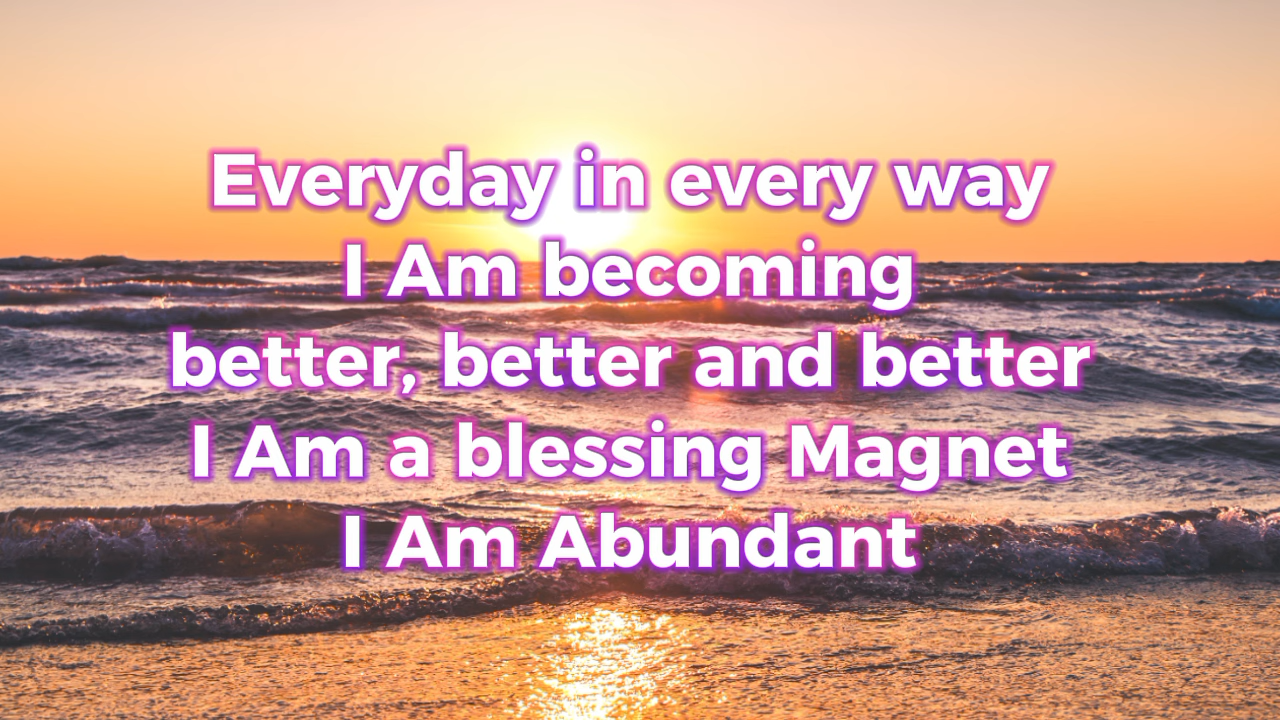 Everyday in every way
I Am becoming
better, better and better
I Am a blessing Magnet
I Am Abundant